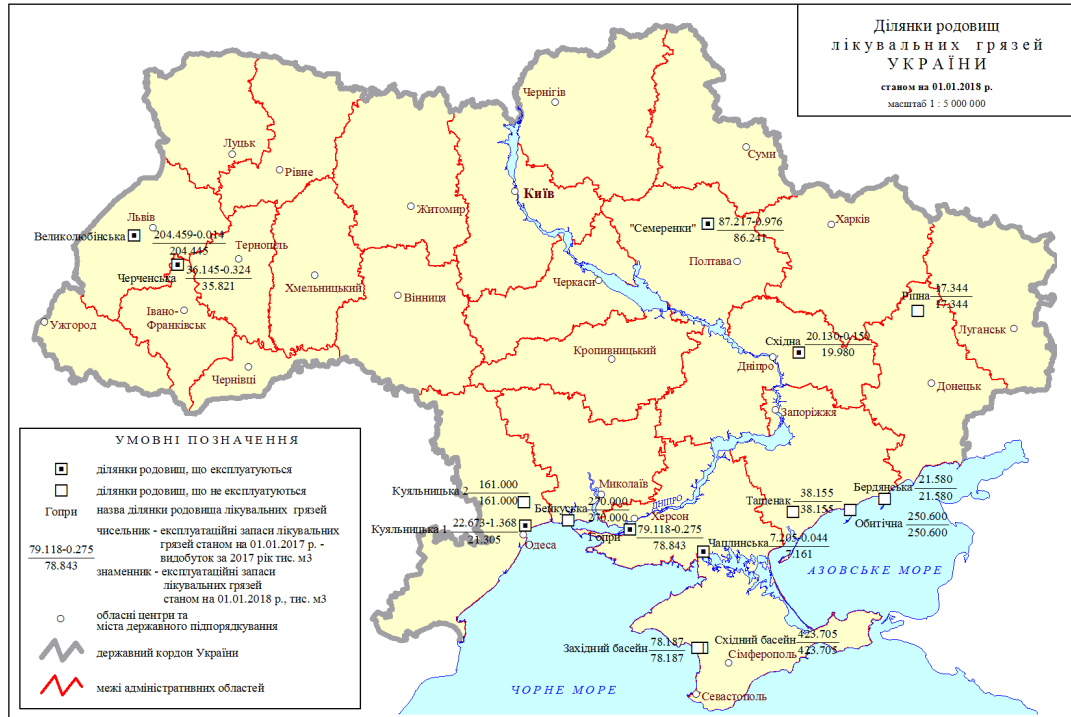 Ділянки родовищ
лікувальних грязей
УКРАЇНИ
станом на 01.01.2018 р.
масштаб 1 : 5 000 000
Чернігів
Луцьк
Рівне
Суми
Київ
Житомир
Харків
Львів
Великолюбінська
204.459-0.014
204.445
Тернопіль
"Семеренки"
87.217-0.976
86.241
Полтава
Черченська
36.145-0.324
35.821
Хмельницький
Вінниця
Черкаси
Ріпна
17.344
17.344
Луганськ
Ужгород
Івано-
Франківськ
Чернівці
Кропивницький
Східна
20.130-0.150
19.980
Дніпро
Донецьк
Запоріжжя
УМОВНІ ПОЗНАЧЕННЯ
ділянки родовищ, що експлуатуються
ділянки родовищ, що не експлуатуються
Гопри
назва ділянки родовища лікувальних грязей
79.118-0.275
78.843
чисельник - експлуатаційні запаси лікувальних
грязей станом на 01.01.2017 р. -
видобуток за 2017 рік тис. м3
знаменник - експлуатаційні запаси
лікувальних грязей
станом на 01.01.2018 р., тис. м3
обласні центри та
міста державного підпорядкування
державний кордон України
межі адміністративних областей
Куяльницька 2
161.000
161.000
Куяльницька 1
22.673-1.368
21.305
Одеса
Миколаїв
Бейкуська
270.000
270.000
ДНІПРО
Херсон
Гопри
79.118-0.275
78.843
Чаплинська
7.205-0.044
7.161
Ташенак
38.155
38.155
Бердянська
21.580
21.580
Обитічна
250.600
250.600
АЗОВСЬКЕ МОРЕ
Західний басейн
78.187
78.187
Східний басейн
423.705
423.705
Сімферополь
Севастополь
ЧОРНЕ МОРЕ